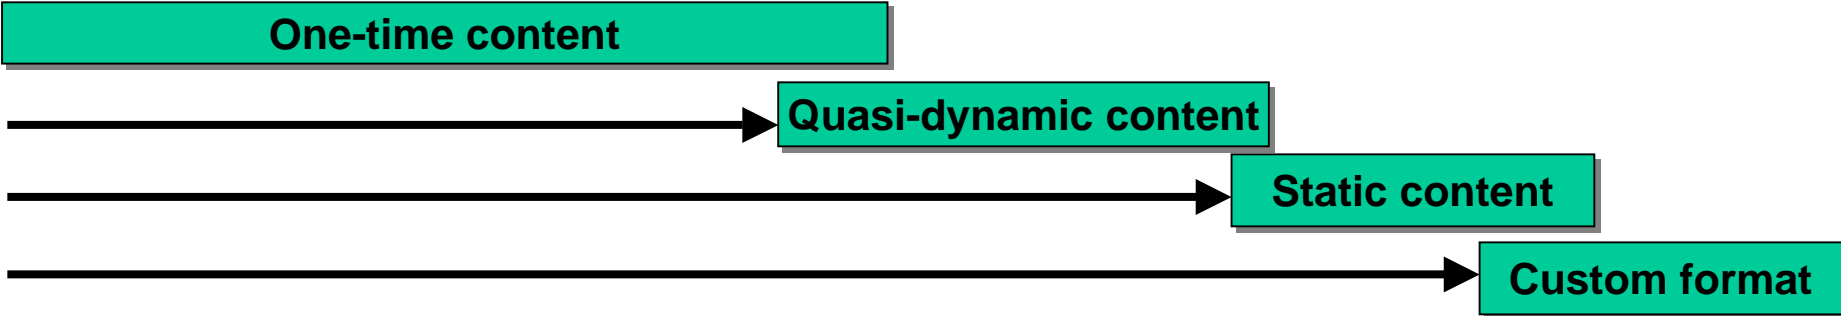 One-time content
Quasi-dynamic content
Static content
Custom format